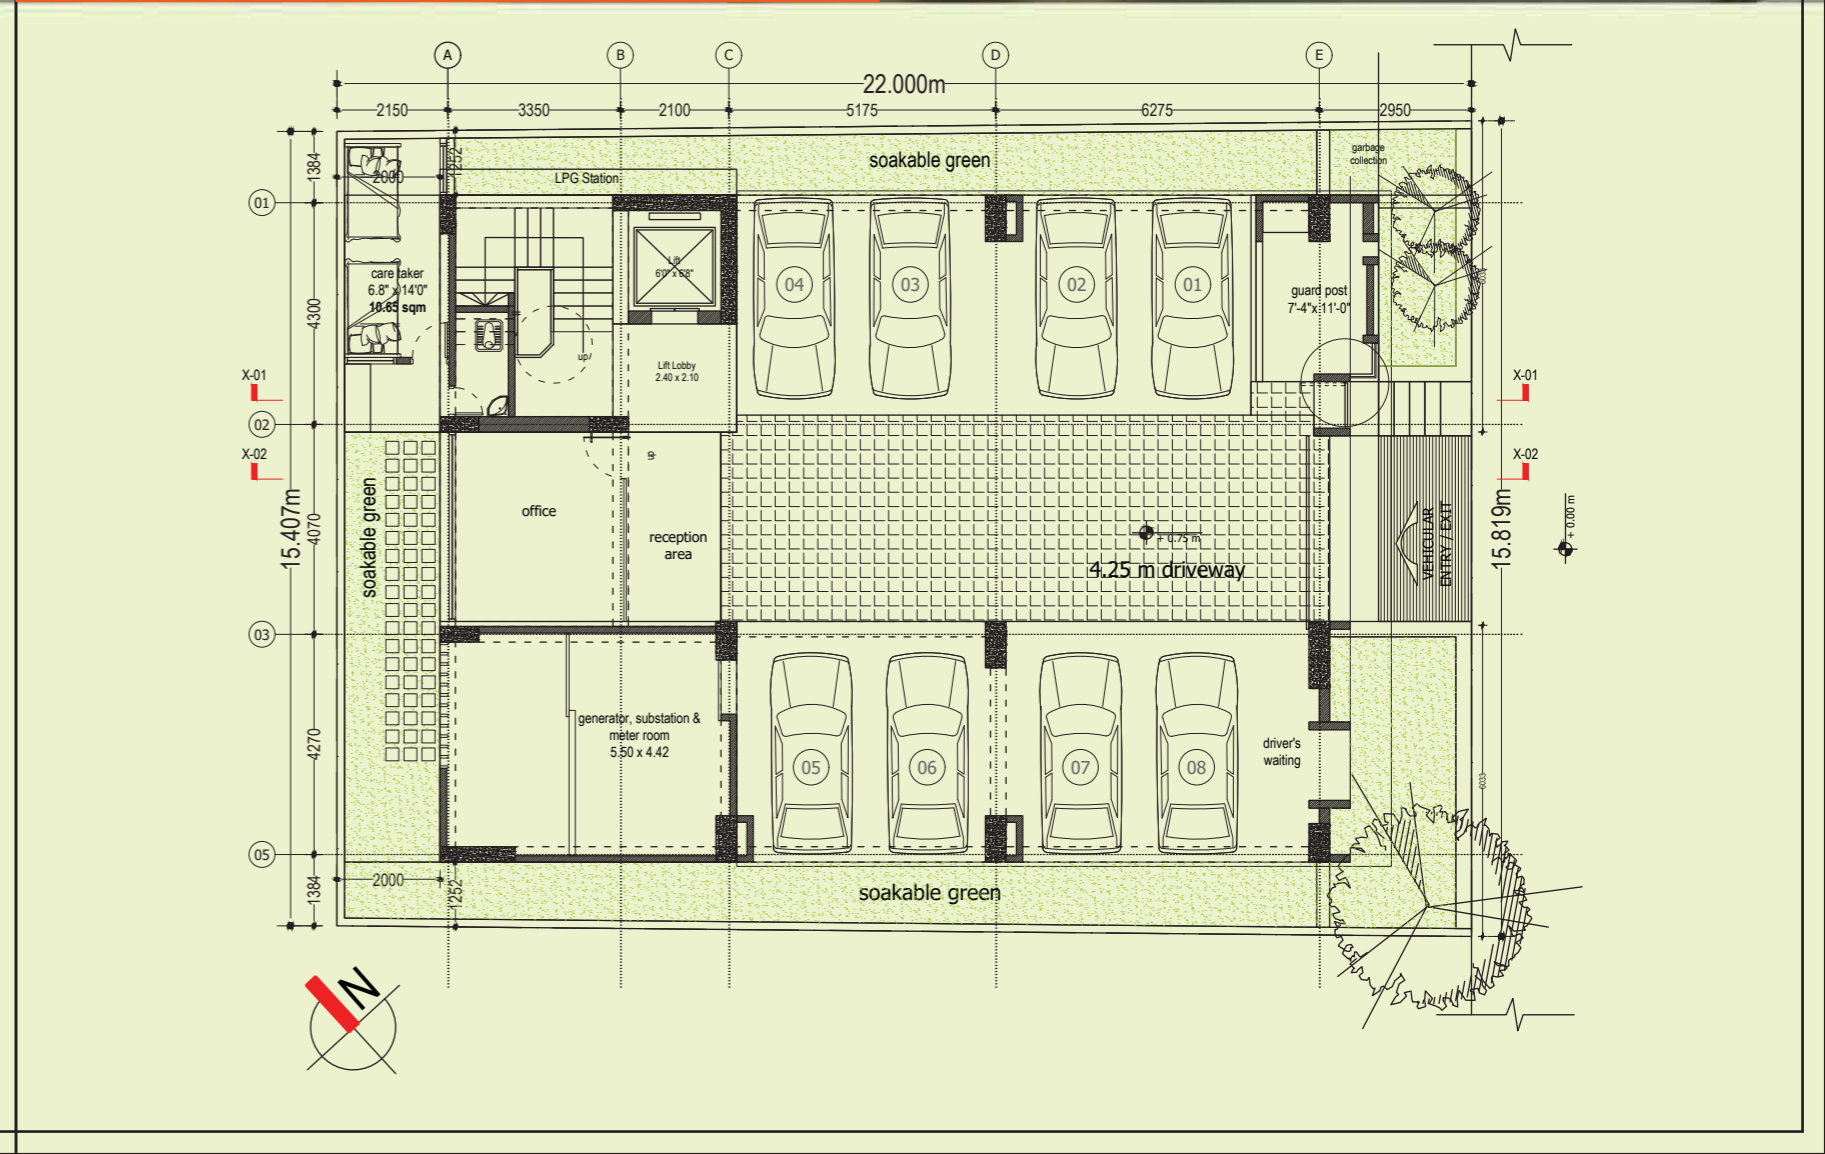 A
B
C
D
E
22.000m
2150
3350
2100
5175
6275
2950
1384
2000
1252
soakable green
garbage
collection
LPG Station
01
care taker
6.8" x 14'0"
10.65 sqm
Lift
6'0" x 6'8"
04
03
02
01
guard post
7'-4"x 11'-0"
4300
up
Lift Lobby
2.40 x 2.10
X-01
X-01
02
X-02
X-02
15.407m
4070
soakable green
office
up
reception
area
+ 0.75 m
4.25 m driveway
VEHICULAR
ENTRY / EXIT
15.819m
+ 0.00 m
03
4270
generator, substation &
meter room
5.50 x 4.42
05
06
07
08
driver's
waiting
6033
05
1384
2000
1252
soakable green
N